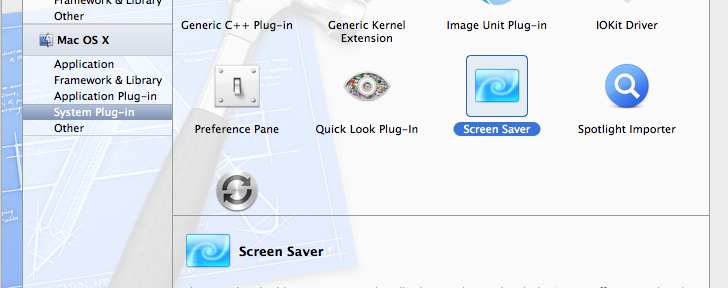 Framework & Library
Other
Mac OS X
Application
Framework & Library
Application Plug-in
System Plug-in
Other
Generic C++ Plug-in
Generic Kernel
Extension
Image Unit Plug-in
IOKit Driver
Preference Pane
Quick Look Plug-In
Screen Saver
Spotlight Importer
Screen Saver